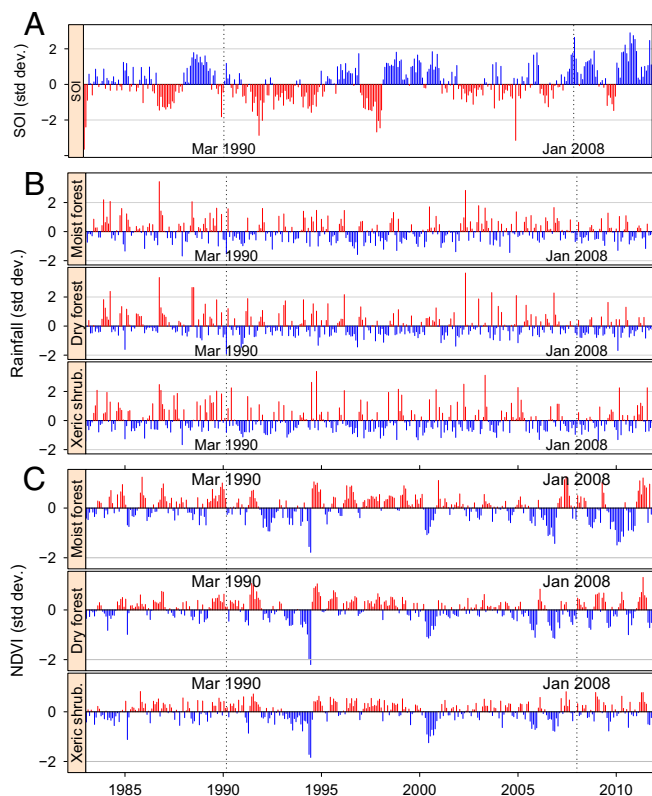 A
SOI (std dev.)
SOI
2
0
−2
Mar 1990
Jan 2008
B
Rainfall (std dev.)
Moist forest
2
0
−2
Mar 1990
Jan 2008
Dry forest
2
0
−2
Mar 1990
Jan 2008
Xeric shrub.
2
0
−2
Mar 1990
Jan 2008
C
NDVI (std dev.)
Moist forest
0
−2
Mar 1990
Jan 2008
Dry forest
0
−2
Mar 1990
Jan 2008
Xeric shrub.
0
−2
Mar 1990
Jan 2008
1985 1990 1995 2000 2005 2010